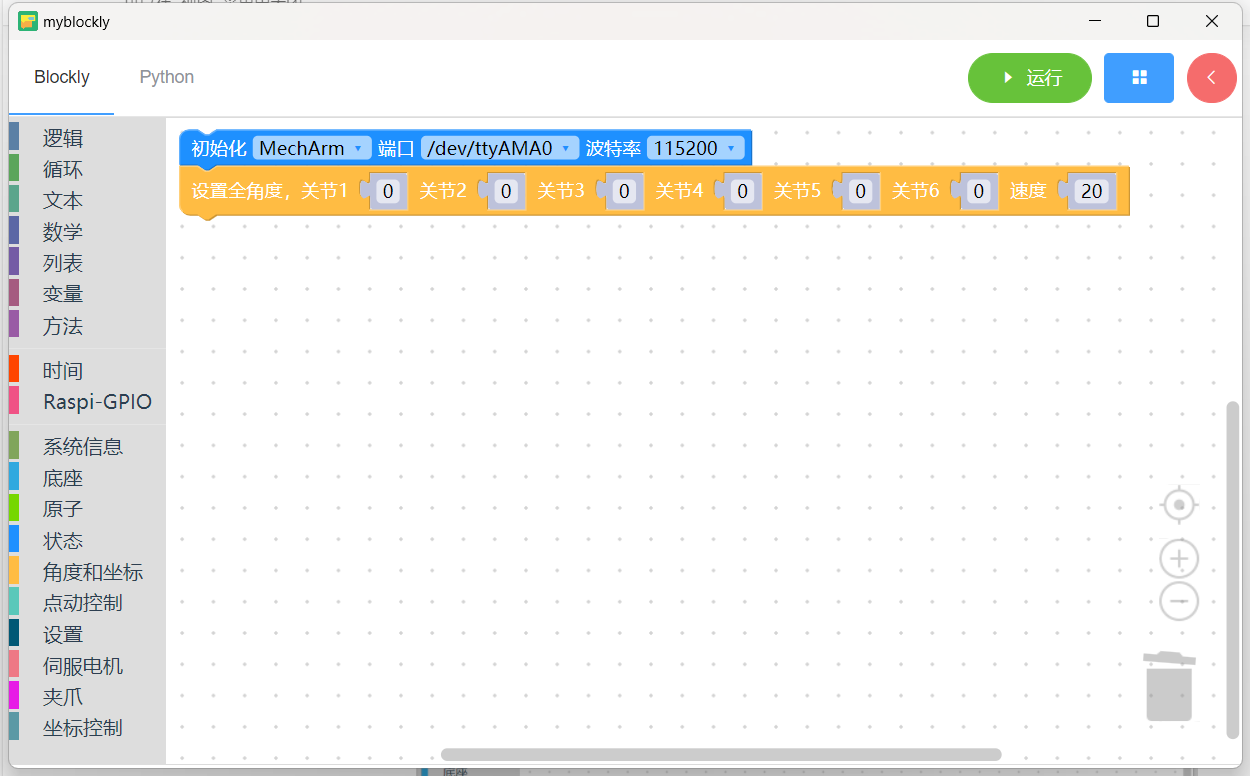 myblockly
Blockly Python 运行
逻辑
循环
文本
数学
列表
变量
方法
时间
Raspi-GPIO
系统信息
底座
原子
状态
角度和坐标
点动控制
设置
伺服电机
夹爪
坐标控制
初始化 MechArm 端口 /dev/ttyAMA0 波特率 115200
设置全角度，关节1 0 关节2 0 关节3 0 关节4 0 关节5 0 关节6 0 速度 20